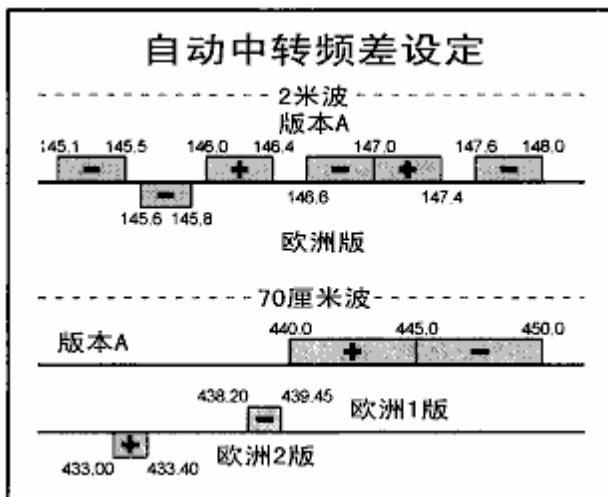 自动中转频差设定
2米波
版本A
145,1 145,5 146,0 146,4 147,0 147,6 148,0
- + - + -
-
145,6 145,8 146,6 147.4
欧洲版
70厘米波
440.0 445,0 450,0
版本A + -
438.20 439.45 欧洲1版
-
+
433,00 433.40 欧洲2版